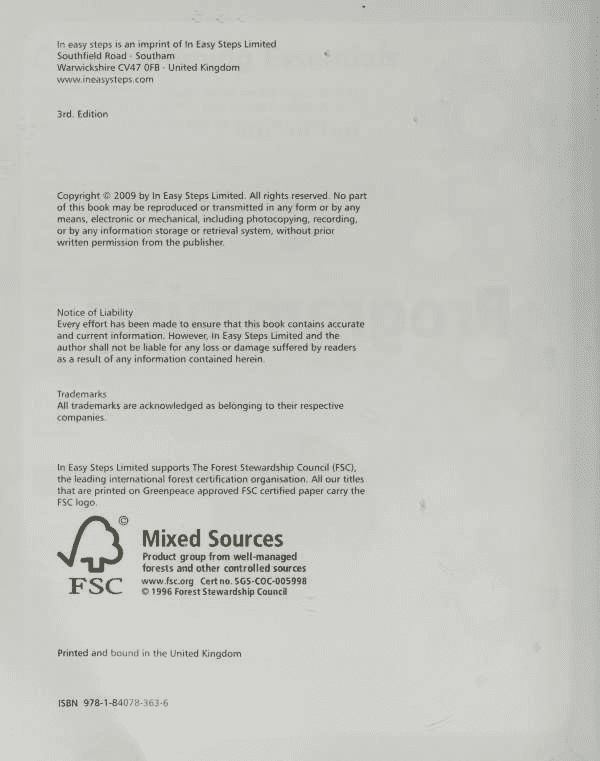 In easy steps is an imprint of In Easy Steps Limited
Southfield Road · Southam
Warwickshire CV47 0FB · United Kingdom
www.ineasysteps.com
3rd. Edition
Copyright © 2009 by In Easy Steps Limited. All rights reserved. No part
of this book may be reproduced or transmitted in any form or by any
means, electronic or mechanical, including photocopying, recording,
or by any information storage or retrieval system, without prior
written permission from the publisher.
Notice of Liability
Every effort has been made to ensure that this book contains accurate
and current information. However, In Easy Steps Limited and the
author shall not be liable for any loss or damage suffered by readers
as a result of any information contained herein.
Trademarks
All trademarks are acknowledged as belonging to their respective
companies.
In Easy Steps Limited supports The Forest Stewardship Council (FSC),
the leading international forest certification organisation. All our titles
that are printed on Greenpeace approved FSC certified paper carry the
FSC logo.
©
FSC
Mixed Sources
Product group from well-managed
forests and other controlled sources
www.fsc.org Cert no. SGS-COC-005998
© 1996 Forest Stewardship Council
Printed and bound in the United Kingdom
ISBN 978-1-84078-363-6